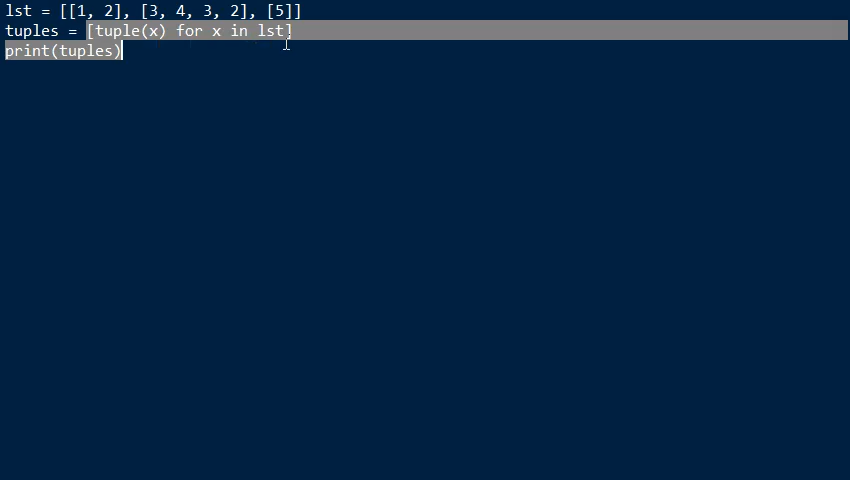 lst = [[1, 2], [3, 4, 3, 2], [5]]
tuples = [tuple(x) for x in lst]
print(tuples)